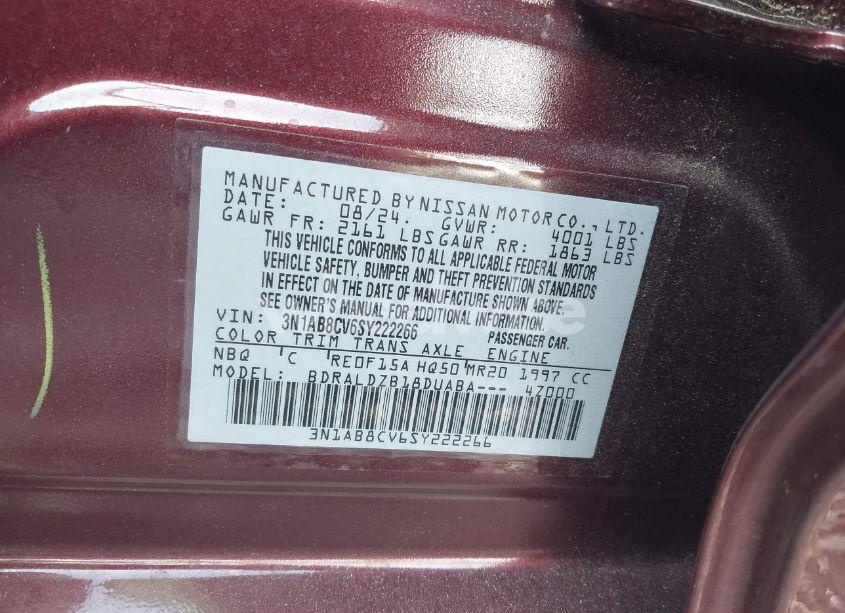 MANUFACTURED BY NISSAN MOTOR CO., LTD.
DATE: 08/24. GVWR: 4001 LBS
GAWR FR: 2161 LBS GAWR RR: 1863 LBS
THIS VEHICLE CONFORMS TO ALL APPLICABLE FEDERAL MOTOR
VEHICLE SAFETY, BUMPER AND THEFT PREVENTION STANDARDS
IN EFFECT ON THE DATE OF MANUFACTURE SHOWN ABOVE.
SEE OWNER'S MANUAL FOR ADDITIONAL INFORMATION.
VIN: 3N1AB8CV6SY222266 PASSENGER CAR.
COLOR TRIM TRANS AXLE ENGINE
NBQ C RE0F15A HQ50 MR20 1997 CC
MODEL: BDRALDZB18DUABA--- 4Z000
3N1AB8CV6SY222266